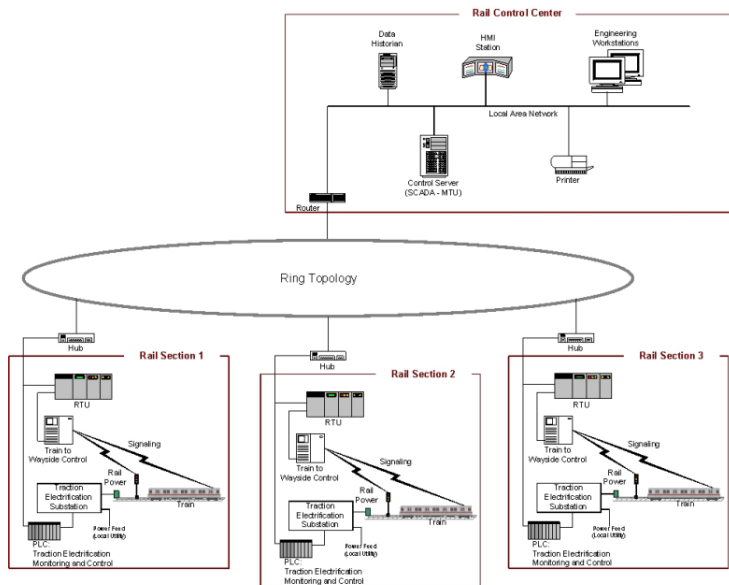 Rail Control Center
Data
Historian
HMI
Station
Engineering
Workstations
Local Area Network
Control Server
(SCADA - MTU)
Printer
Router
Ring Topology
Hub
Rail Section 1
RTU
Train to
Wayside Control
Signaling
Rail
Power
Traction
Electrification
Substation
Train
Power Feed
(Local Utility)
PLC:
Traction Electrification
Monitoring and Control
Hub
Rail Section 2
RTU
Train to
Wayside Control
Signaling
Rail
Power
Traction
Electrification
Substation
Train
Power Feed
(Local Utility)
PLC:
Traction Electrification
Monitoring and Control
Hub
Rail Section 3
RTU
Train to
Wayside Control
Signaling
Rail
Power
Traction
Electrification
Substation
Train
Power Feed
(Local Utility)
PLC:
Traction Electrification
Monitoring and Control